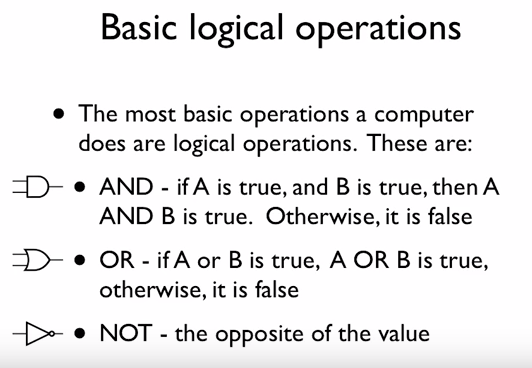 Basic logical operations
• The most basic operations a computer
does are logical operations. These are:
• AND - if A is true, and B is true, then A
AND B is true. Otherwise, it is false
• OR - if A or B is true, A OR B is true,
otherwise, it is false
• NOT - the opposite of the value